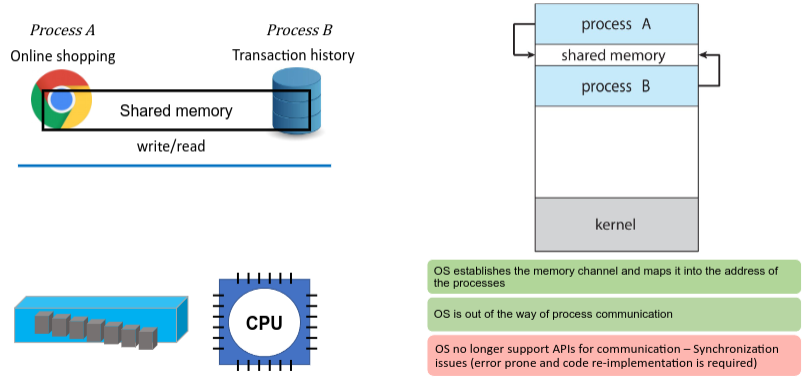 Process A
Process B
Online shopping
Transaction history
Shared memory
write/read
CPU
process A
shared memory
process B
kernel
OS establishes the memory channel and maps it into the address of
the processes
OS is out of the way of process communication
OS no longer support APIs for communication – Synchronization
issues (error prone and code re-implementation is required)